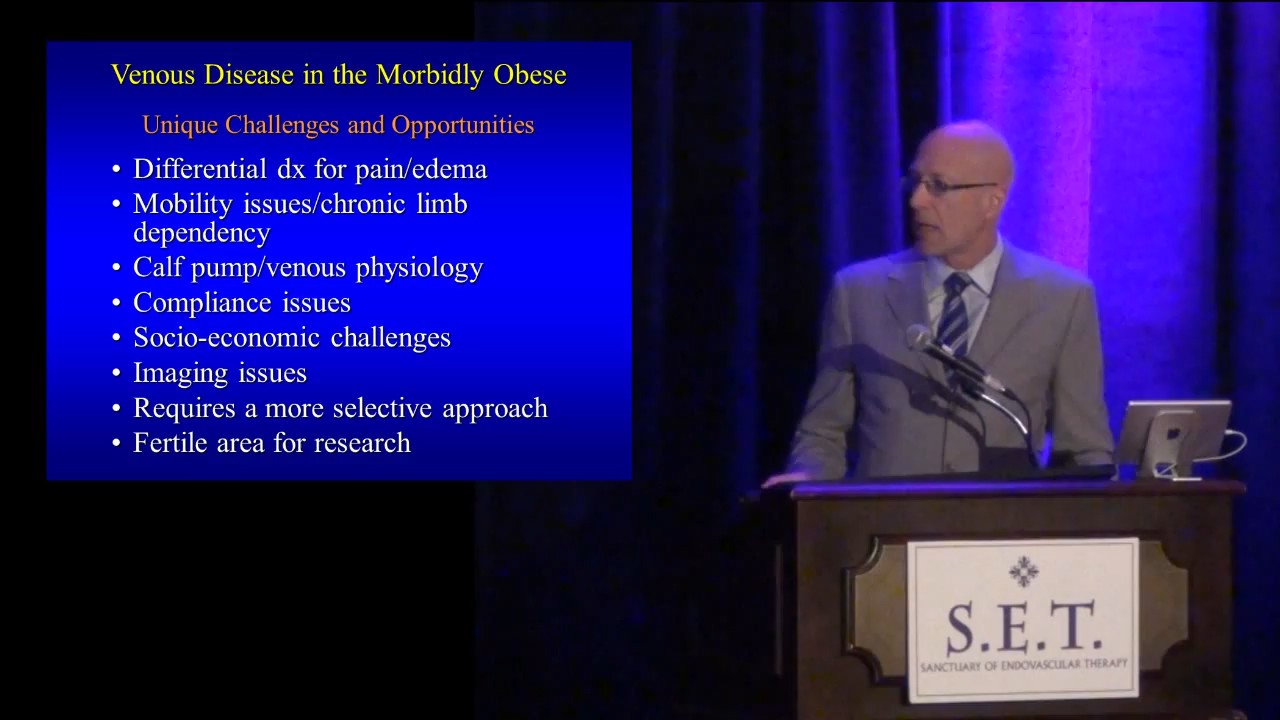 Venous Disease in the Morbidly Obese
Unique Challenges and Opportunities
• Differential dx for pain/edema
• Mobility issues/chronic limb
dependency
• Calf pump/venous physiology
• Compliance issues
• Socio-economic challenges
• Imaging issues
• Requires a more selective approach
• Fertile area for research
S.E.T.
SANCTUARY OF ENDOVASCULAR THERAPY